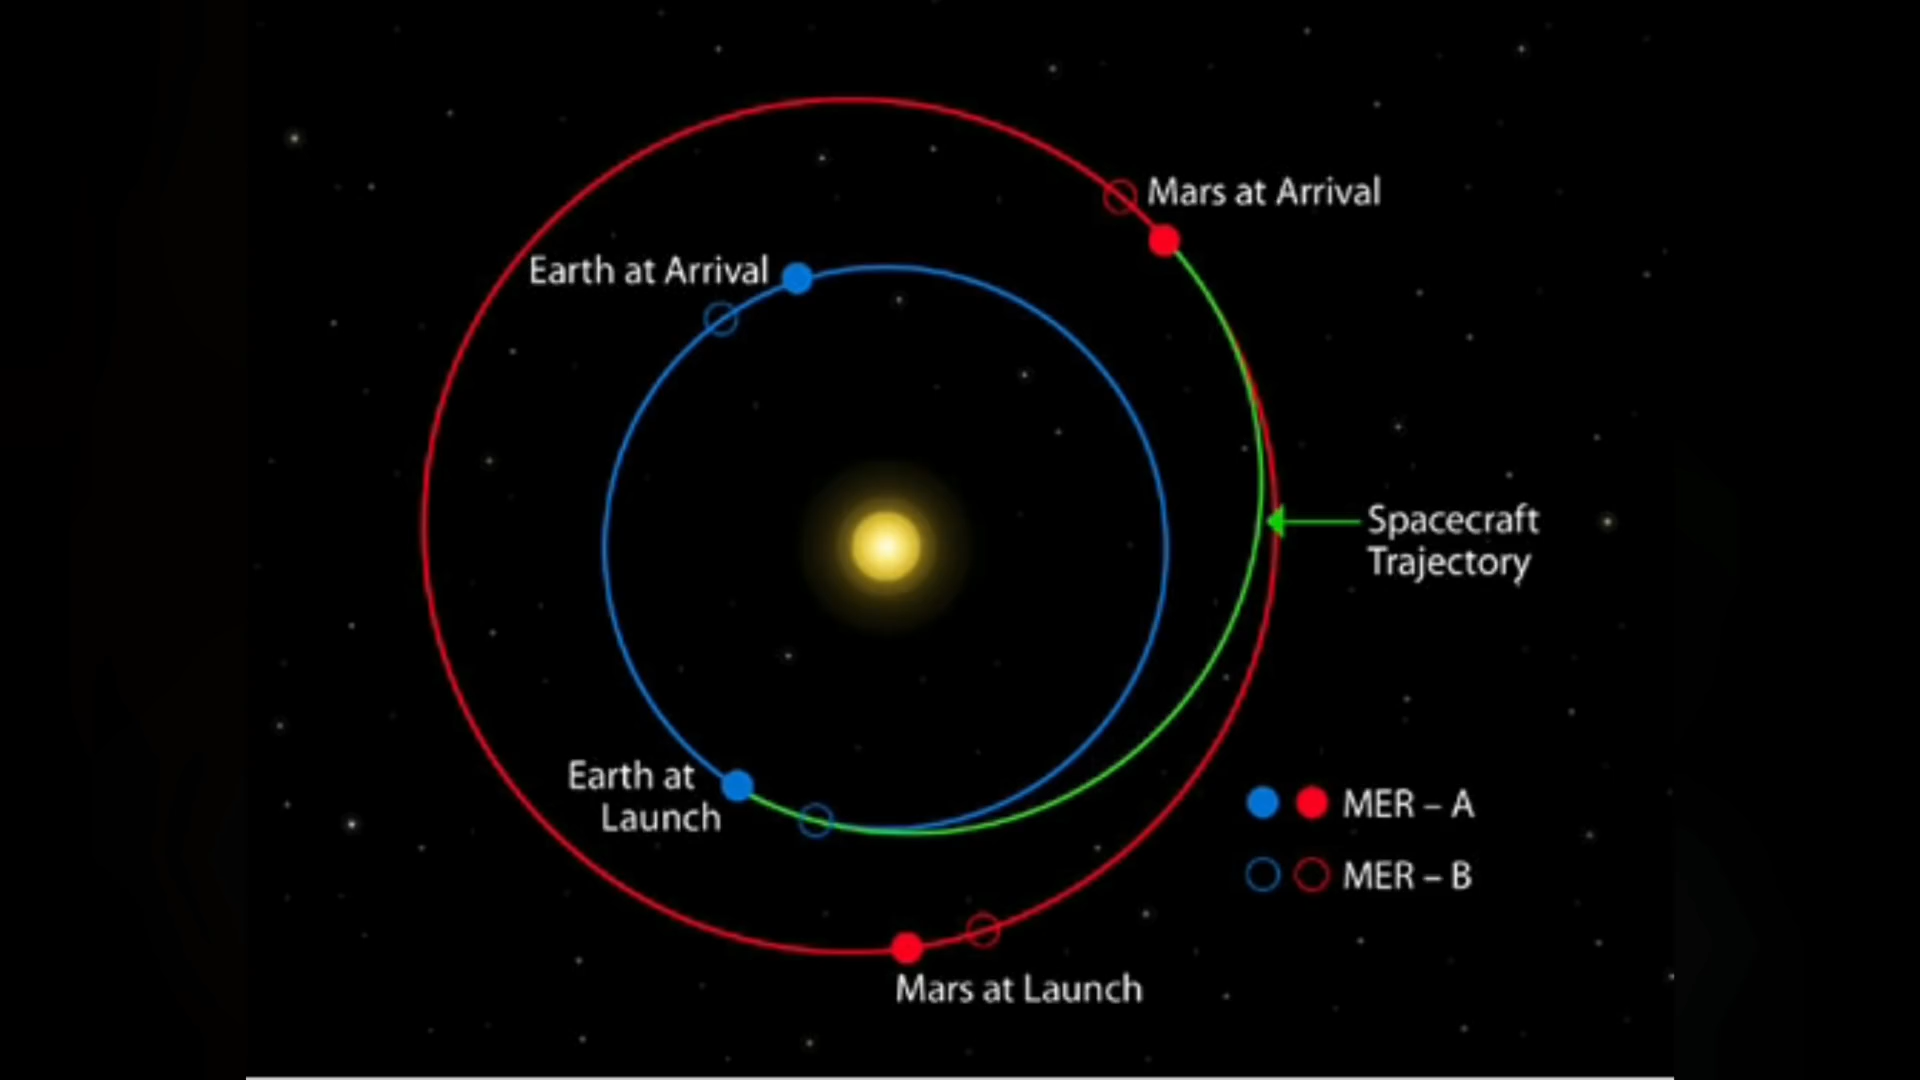 Mars at Arrival
Earth at Arrival
Spacecraft
Trajectory
Earth at
Launch
MER – A
MER – B
Mars at Launch